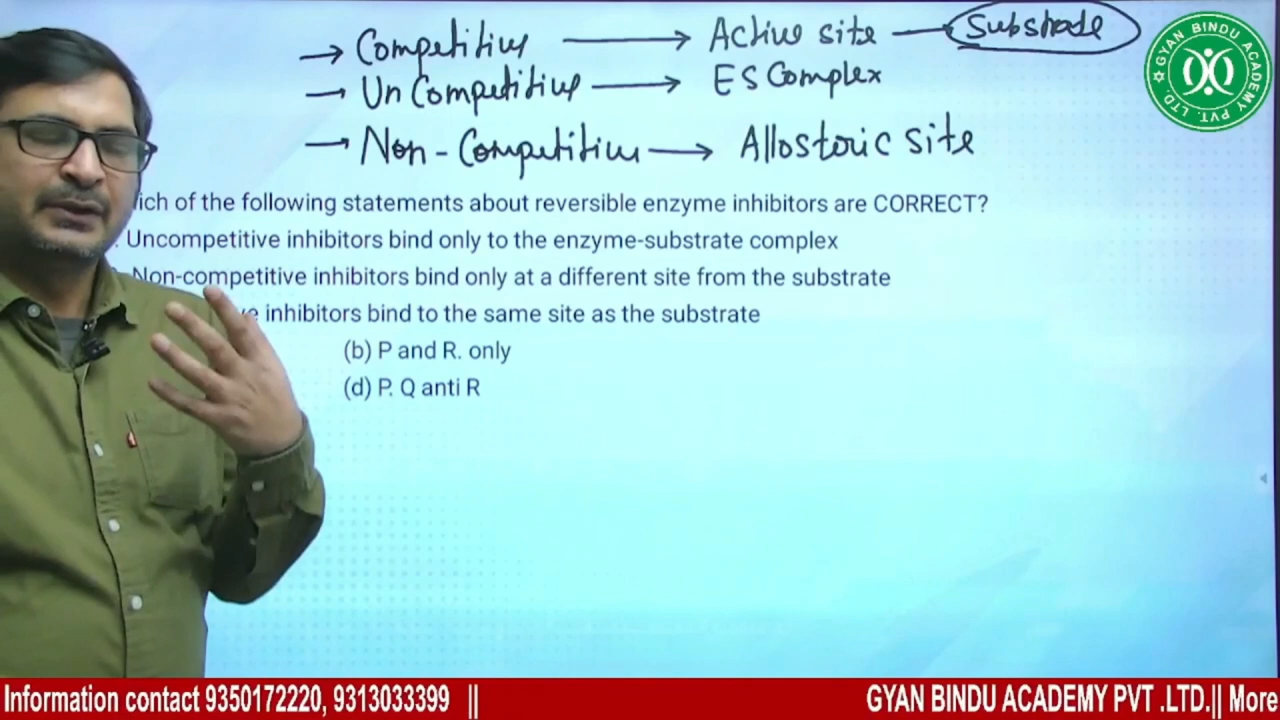 → Competitive → Active site — Substrate
→ UnCompetitive → ES Complex
→ Non-Competitive → Allostoric site
GYAN BINDU ACADEMY PVT. LTD.
ich of the following statements about reversible enzyme inhibitors are CORRECT?
. Uncompetitive inhibitors bind only to the enzyme-substrate complex
Non-competitive inhibitors bind only at a different site from the substrate
ve inhibitors bind to the same site as the substrate
(b) P and R. only
(d) P. Q anti R
Information contact 9350172220, 9313033399 || GYAN BINDU ACADEMY PVT .LTD.|| More